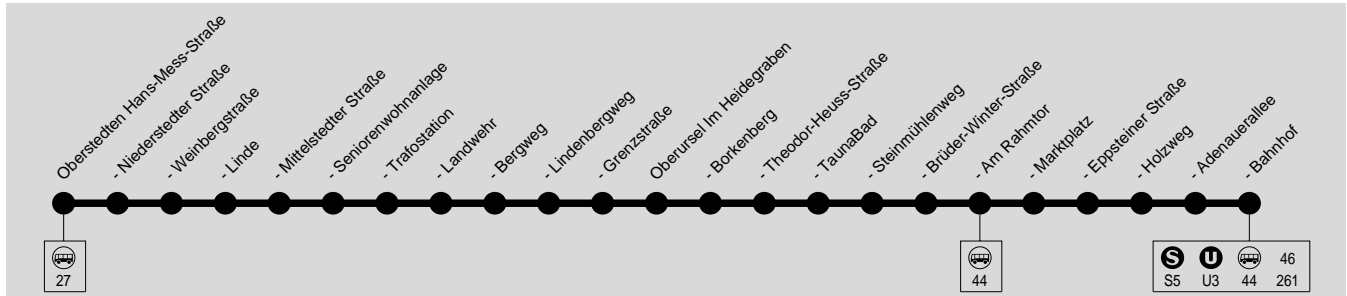 Oberstedten Hans-Mess-Straße
- Niederstedter Straße
- Weinbergstraße
- Linde
- Mittelstedter Straße
- Seniorenwohnanlage
- Trafostation
- Landwehr
- Bergweg
- Lindenbergweg
- Grenzstraße
Oberursel Im Heidegraben
- Borkenberg
- Theodor-Heuss-Straße
- TaunaBad
- Steinmühlenweg
- Brüder-Winter-Straße
- Am Rahmtor
- Marktplatz
- Eppsteiner Straße
- Holzweg
- Adenauerallee
- Bahnhof
27
44
S U 46
S5 U3 44 261